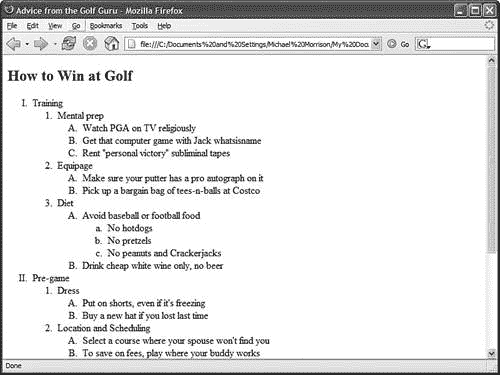 Advice from the Golf Guru - Mozilla Firefox
File Edit View Go Bookmarks Tools Help
file:///C:/Documents%20and%20Settings/Michael%20Morrison/My%20Doc Go
How to Win at Golf
I. Training
1. Mental prep
A. Watch PGA on TV religiously
B. Get that computer game with Jack whatsisname
C. Rent "personal victory" subliminal tapes
2. Equipage
A. Make sure your putter has a pro autograph on it
B. Pick up a bargain bag of tees-n-balls at Costco
3. Diet
A. Avoid baseball or football food
a. No hotdogs
b. No pretzels
c. No peanuts and Crackerjacks
B. Drink cheap white wine only, no beer
II. Pre-game
1. Dress
A. Put on shorts, even if it's freezing
B. Buy a new hat if you lost last time
2. Location and Scheduling
A. Select a course where your spouse won't find you
B. To save on fees, play where your buddy works
Done